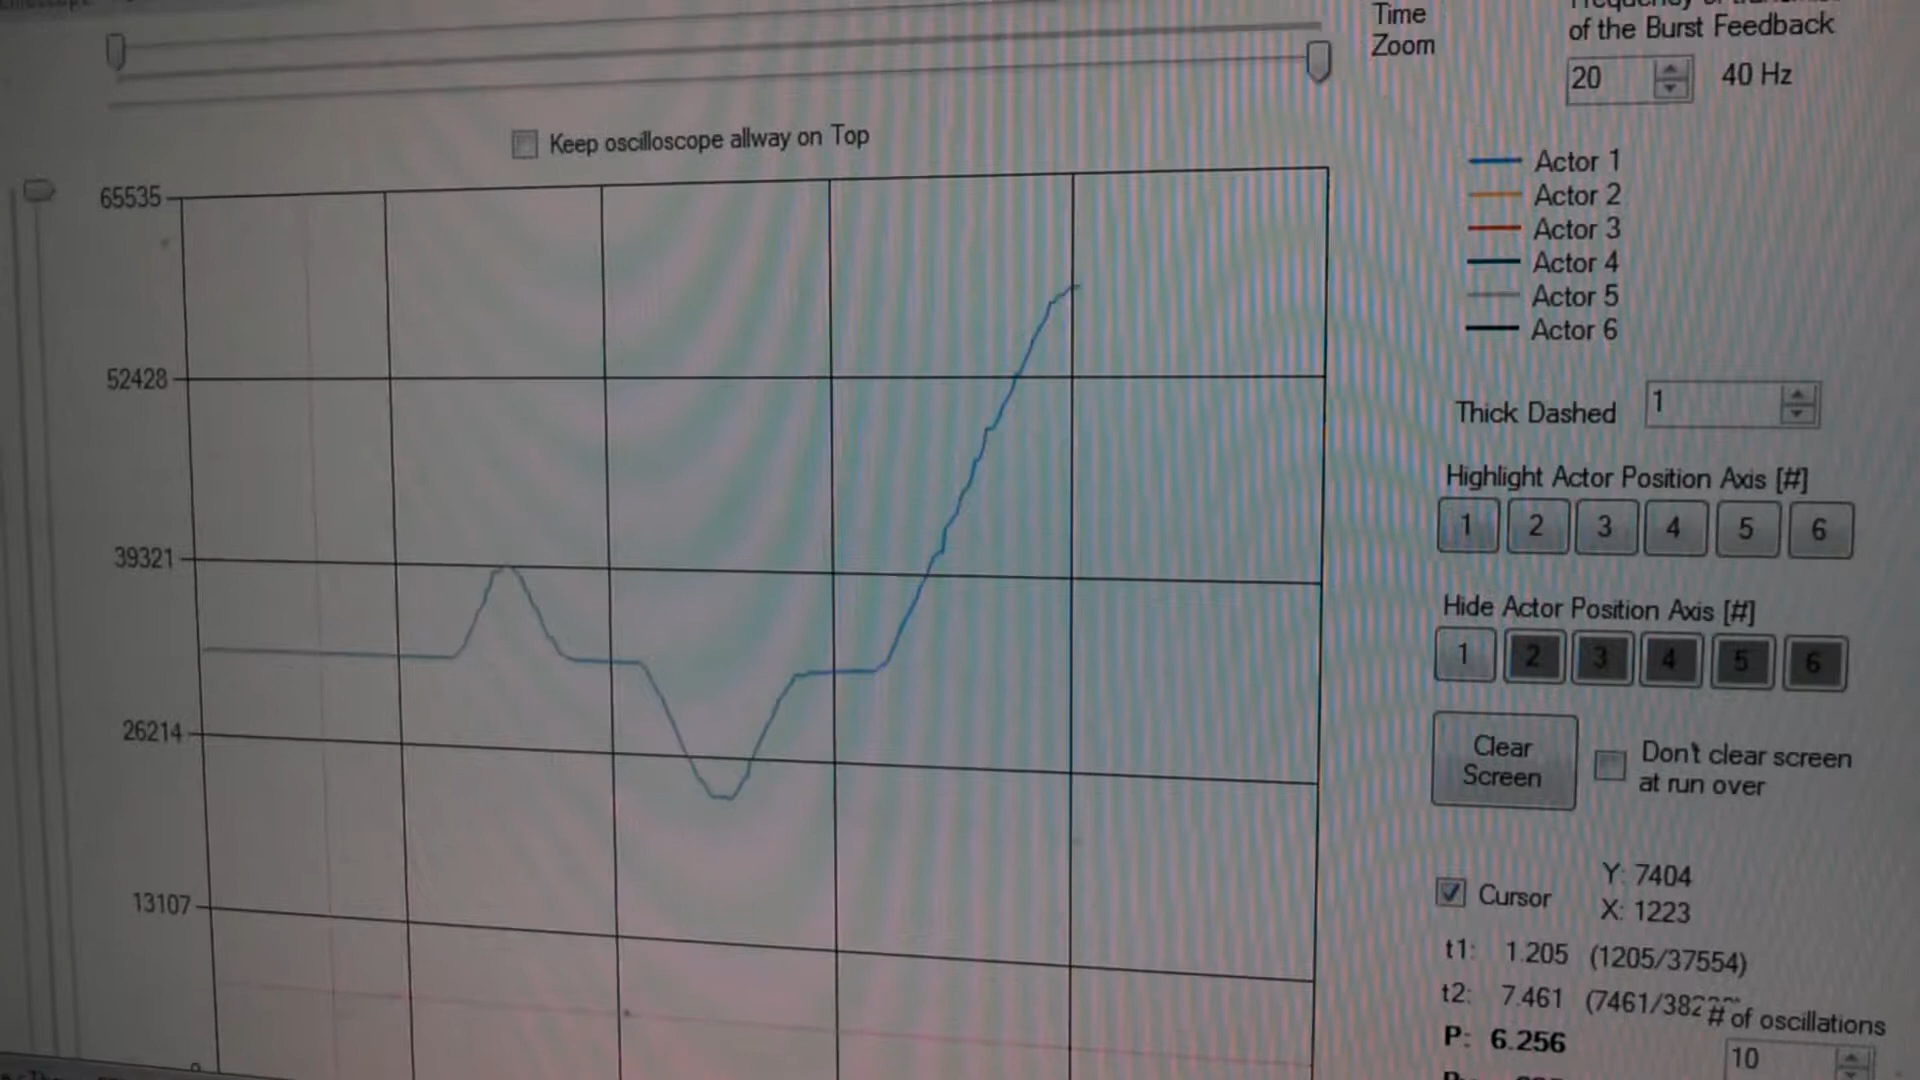 Time
Zoom
of the Burst Feedback
20
40 Hz
Keep oscilloscope allway on Top
65535
52428
39321
26214
13107
0
Actor 1
Actor 2
Actor 3
Actor 4
Actor 5
Actor 6
Thick Dashed
1
Highlight Actor Position Axis [#]
1 2 3 4 5 6
Hide Actor Position Axis [#]
1 2 3 4 5 6
Clear
Screen
Don't clear screen
at run over
Cursor
Y: 7404
X: 1223
t1: 1.205 (1205/37554)
t2: 7.461
# of oscillations
P: 6.256
10